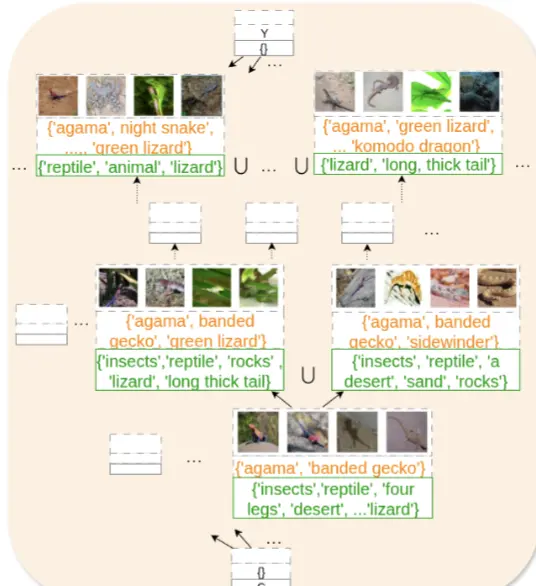 Y
{}
...
{'agama', night snake',
....., 'green lizard'}
{'reptile', 'animal', 'lizard'}
{'agama', 'green lizard',
... 'komodo dragon'}
{'lizard', 'long, thick tail'}
... ∪ ... ∪ ...
...
...
{'agama', banded
gecko', 'green lizard'}
{'insects','reptile', 'rocks' ,
'lizard', 'long thick tail'}
∪
{'agama', banded
gecko', 'sidewinder'}
{'insects', 'reptile', 'a
desert', 'sand', 'rocks'}
...
{'agama', 'banded gecko'}
{'insects','reptile', 'four
legs', 'desert', ...'lizard'}
...
{}